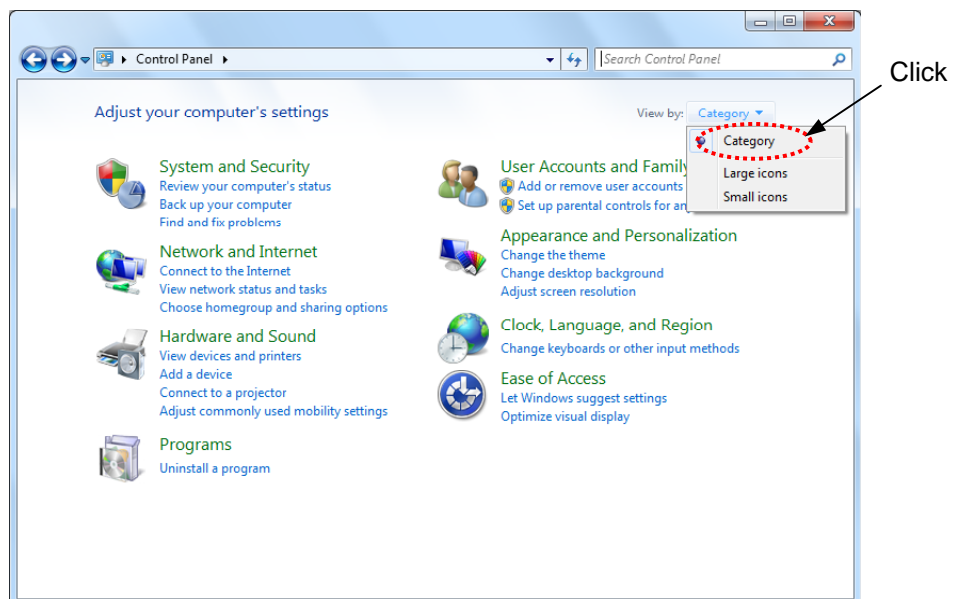 Control Panel
Search Control Panel
Click
Adjust your computer's settings
View by: Category
Category
Large icons
Small icons
System and Security
Review your computer's status
Back up your computer
Find and fix problems
Network and Internet
Connect to the Internet
View network status and tasks
Choose homegroup and sharing options
Hardware and Sound
View devices and printers
Add a device
Connect to a projector
Adjust commonly used mobility settings
Programs
Uninstall a program
User Accounts and Family
Add or remove user accounts
Set up parental controls for
Appearance and Personalization
Change the theme
Change desktop background
Adjust screen resolution
Clock, Language, and Region
Change keyboards or other input methods
Ease of Access
Let Windows suggest settings
Optimize visual display